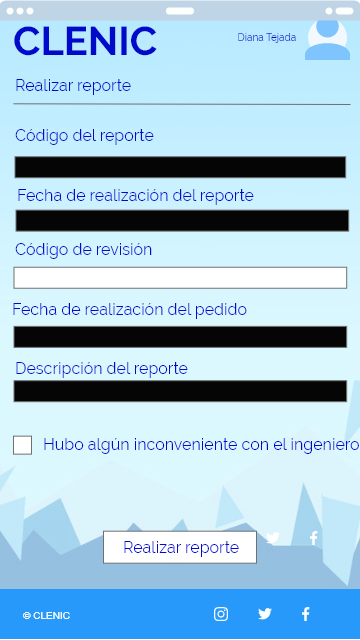 CLENIC
Diana Tejada
Realizar reporte
Código del reporte
Fecha de realización del reporte
Código de revisión
Fecha de realización del pedido
Descripción del reporte
Hubo algún inconveniente con el ingeniero
Realizar reporte
© CLENIC